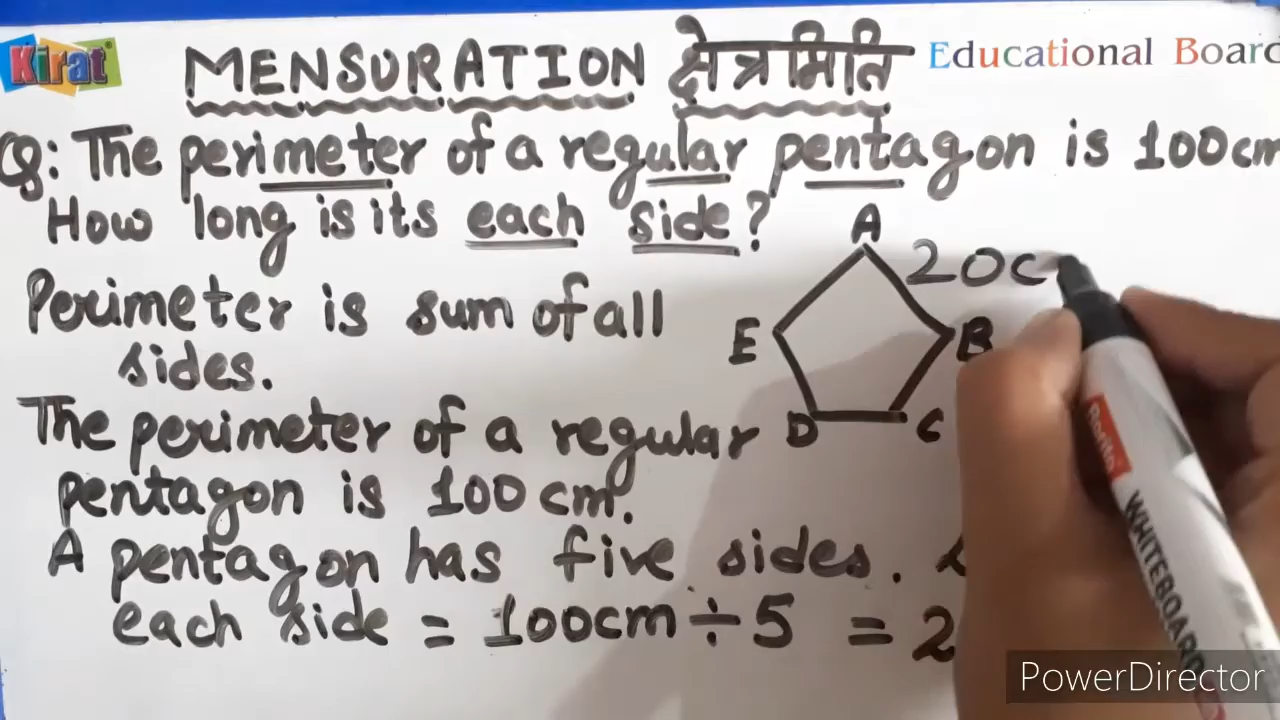 Kirat
MENSURATION क्षेत्रमिति
Educational Board
Q: The perimeter of a regular pentagon is 100cm
How long is its each side?
A
20c
Perimeter is sum of all
sides.
E
B
D
C
The perimeter of a regular
pentagon is 100 cm.
A pentagon has five sides.
each side = 100cm ÷ 5 = 2
Rorito
WHITEBOARD
PowerDirector